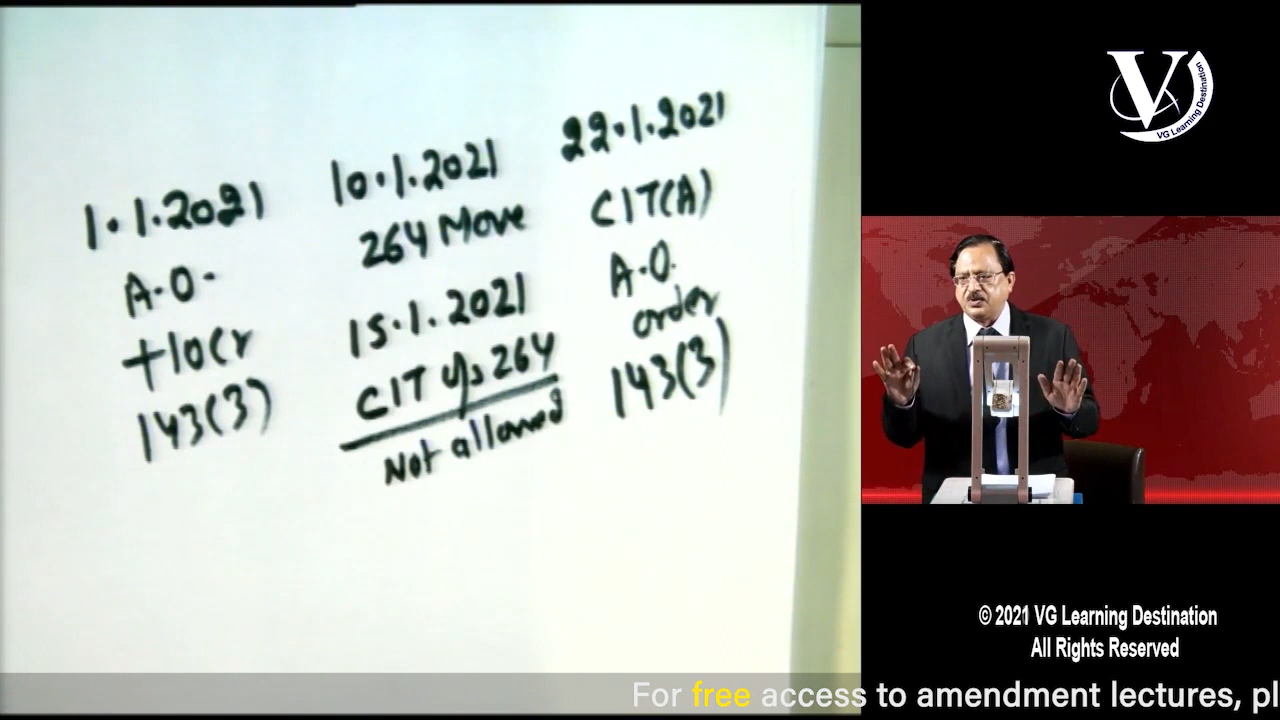 1.1.2021
A.O.
+10Cr
143(3)
10.1.2021
264 Move
15.1.2021
CIT u/s 264
Not allowed
22.1.2021
CIT(A)
A.O.
order
143(3)
V
VG Learning Destination
© 2021 VG Learning Destination
All Rights Reserved
For free access to amendment lectures, pl